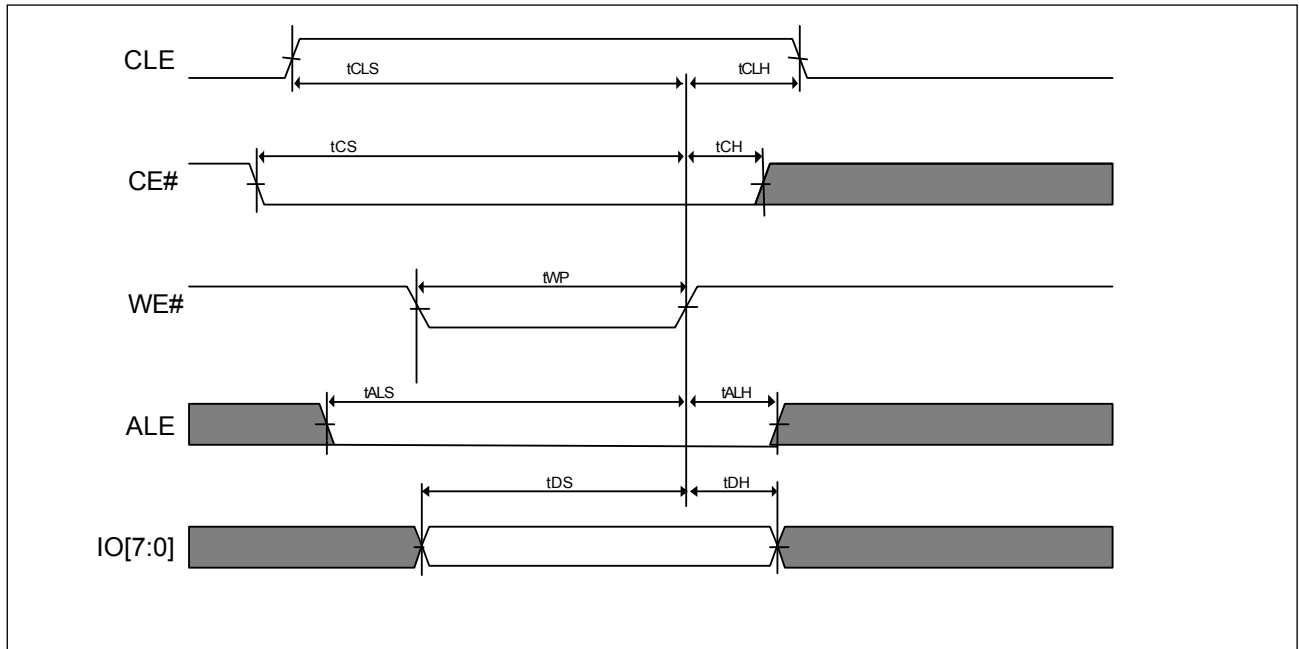 CLE
tCLS
tCLH
CE#
tCS
tCH
WE#
tWP
ALE
tALS
tALH
IO[7:0]
tDS
tDH